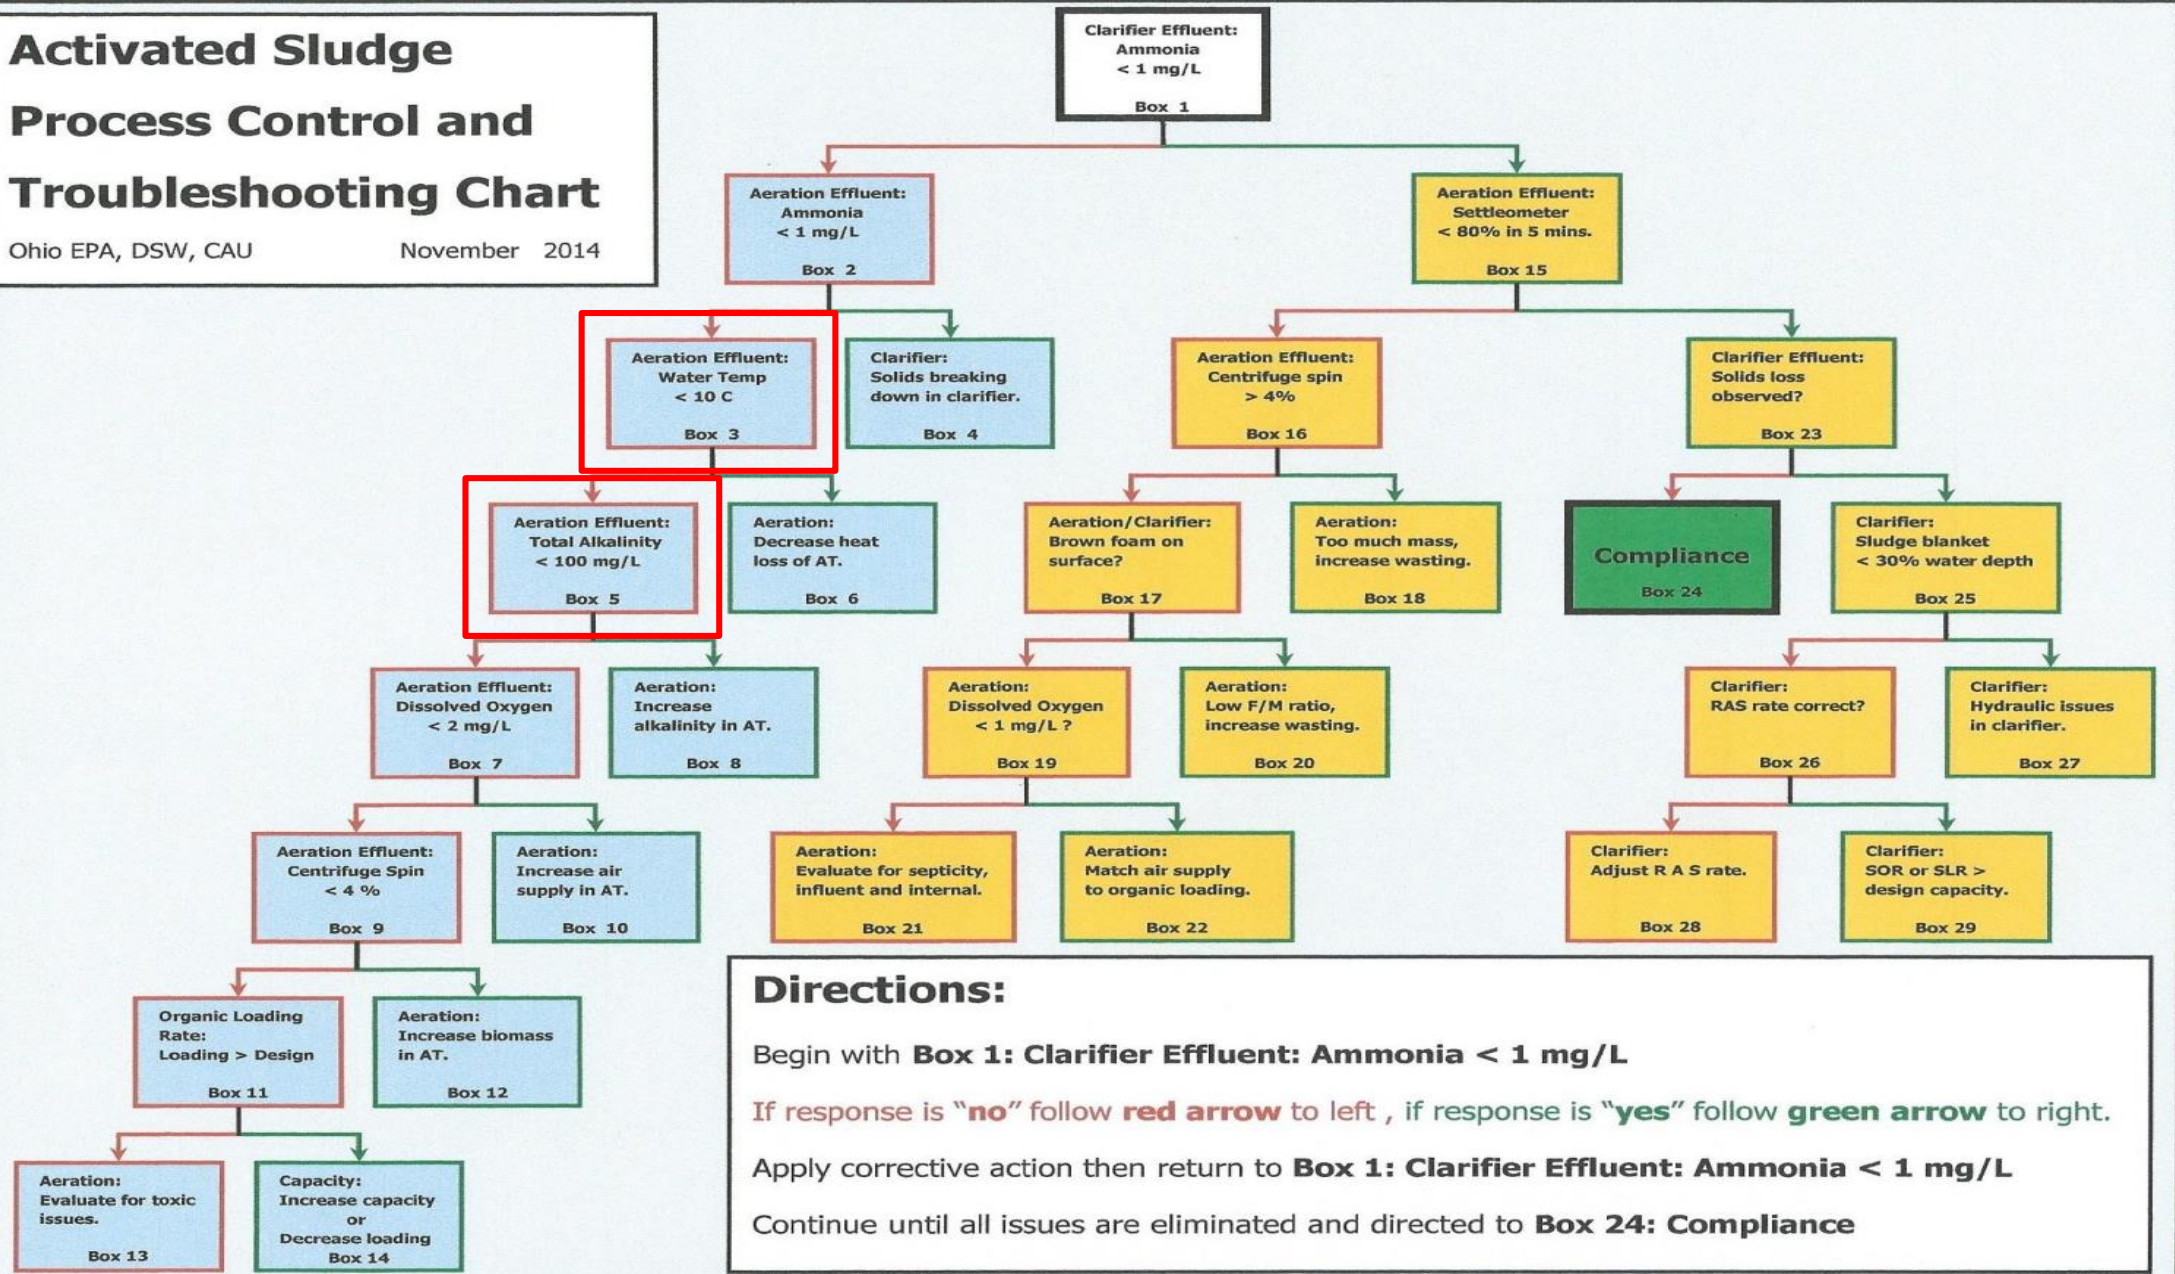 Activated Sludge
Process Control and
Troubleshooting Chart
Ohio EPA, DSW, CAU November 2014
Clarifier Effluent:
Ammonia
< 1 mg/L
Box 1
Aeration Effluent:
Ammonia
< 1 mg/L
Box 2
Aeration Effluent:
Settleometer
< 80% in 5 mins.
Box 15
Aeration Effluent:
Water Temp
< 10 C
Box 3
Clarifier:
Solids breaking
down in clarifier.
Box 4
Aeration Effluent:
Centrifuge spin
> 4%
Box 16
Clarifier Effluent:
Solids loss
observed?
Box 23
Aeration Effluent:
Total Alkalinity
< 100 mg/L
Box 5
Aeration:
Decrease heat
loss of AT.
Box 6
Aeration/Clarifier:
Brown foam on
surface?
Box 17
Aeration:
Too much mass,
increase wasting.
Box 18
Compliance
Box 24
Clarifier:
Sludge blanket
< 30% water depth
Box 25
Aeration Effluent:
Dissolved Oxygen
< 2 mg/L
Box 7
Aeration:
Increase
alkalinity in AT.
Box 8
Aeration:
Dissolved Oxygen
< 1 mg/L ?
Box 19
Aeration:
Low F/M ratio,
increase wasting.
Box 20
Clarifier:
RAS rate correct?
Box 26
Clarifier:
Hydraulic issues
in clarifier.
Box 27
Aeration Effluent:
Centrifuge Spin
< 4 %
Box 9
Aeration:
Increase air
supply in AT.
Box 10
Aeration:
Evaluate for septicity,
influent and internal.
Box 21
Aeration:
Match air supply
to organic loading.
Box 22
Clarifier:
Adjust R A S rate.
Box 28
Clarifier:
SOR or SLR >
design capacity.
Box 29
Organic Loading
Rate:
Loading > Design
Box 11
Aeration:
Increase biomass
in AT.
Box 12
Aeration:
Evaluate for toxic
issues.
Box 13
Capacity:
Increase capacity
or
Decrease loading
Box 14
Directions:
Begin with Box 1: Clarifier Effluent: Ammonia < 1 mg/L
If response is “no” follow red arrow to left , if response is “yes” follow green arrow to right.
Apply corrective action then return to Box 1: Clarifier Effluent: Ammonia < 1 mg/L
Continue until all issues are eliminated and directed to Box 24: Compliance